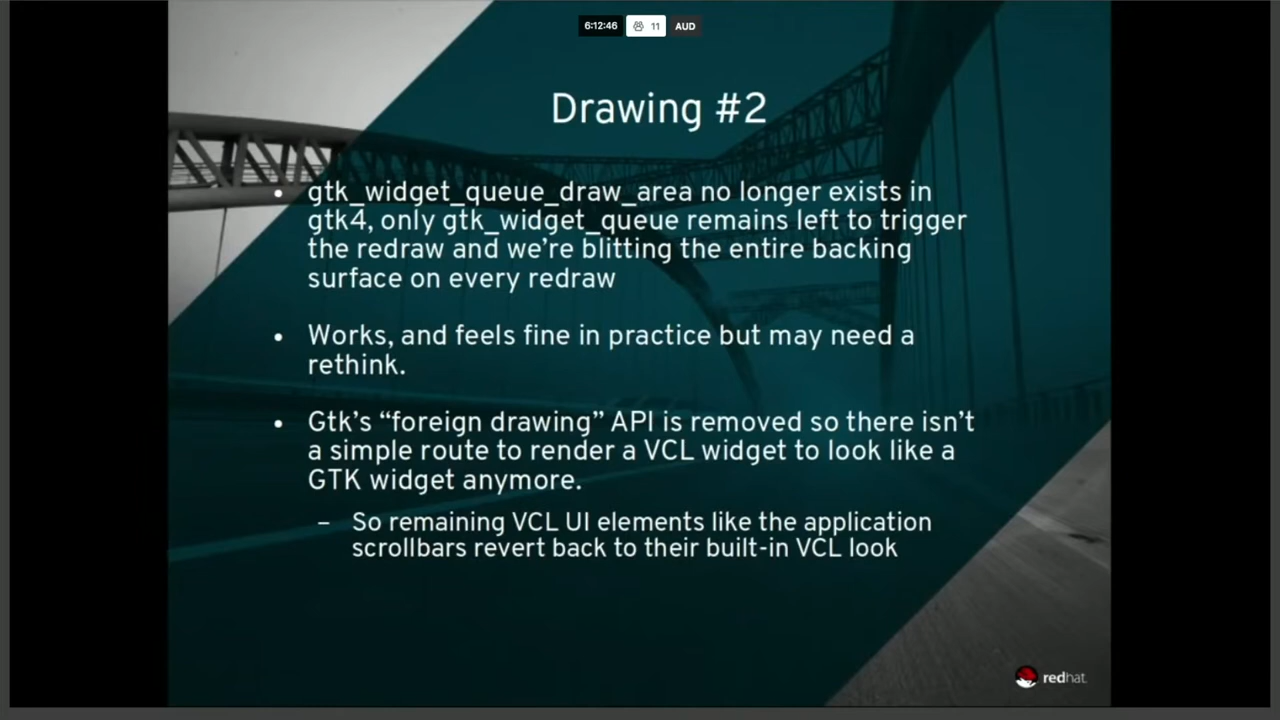 6:12:46 11 AUD
Drawing #2
• gtk_widget_queue_draw_area no longer exists in
gtk4, only gtk_widget_queue remains left to trigger
the redraw and we're blitting the entire backing
surface on every redraw
• Works, and feels fine in practice but may need a
rethink.
• Gtk's “foreign drawing” API is removed so there isn't
a simple route to render a VCL widget to look like a
GTK widget anymore.
– So remaining VCL UI elements like the application
scrollbars revert back to their built-in VCL look
redhat.